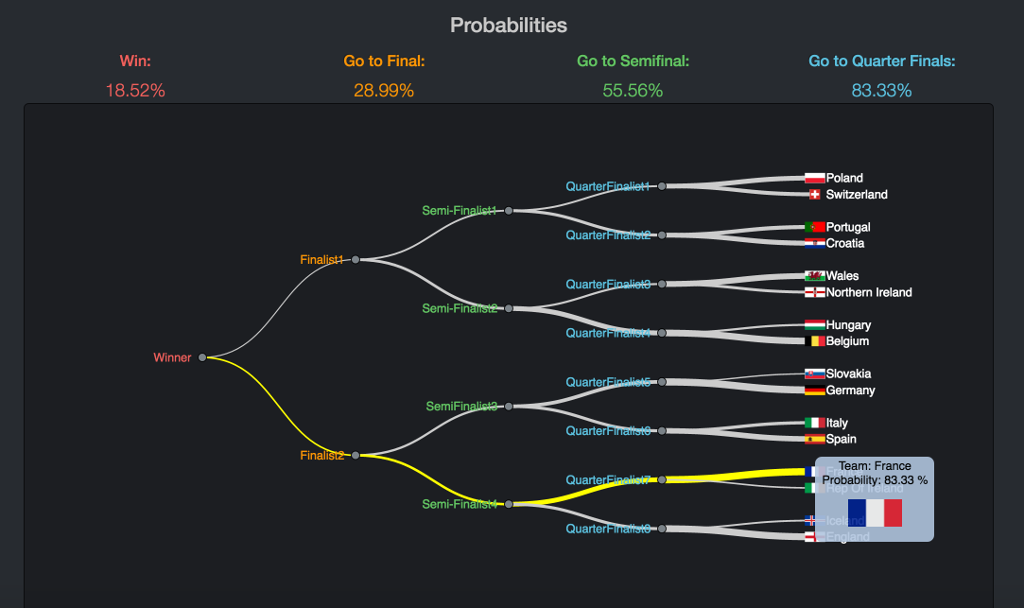 Probabilities
Win: Go to Final: Go to Semifinal: Go to Quarter Finals:
18.52% 28.99% 55.56% 83.33%
Poland
QuarterFinalist1
Switzerland
Semi-Finalist1
Portugal
QuarterFinalist2
Croatia
Finalist1
Wales
QuarterFinalist3
Northern Ireland
Semi-Finalist2
Hungary
QuarterFinalist4
Belgium
Winner
Slovakia
QuarterFinalist5
Germany
SemiFinalist3
Italy
QuarterFinalist6
Spain
Finalist2
Team: France
France
Probability: 83.33 %
QuarterFinalist7
Rep Of Ireland
Semi-Finalist4
Iceland
QuarterFinalist8
England